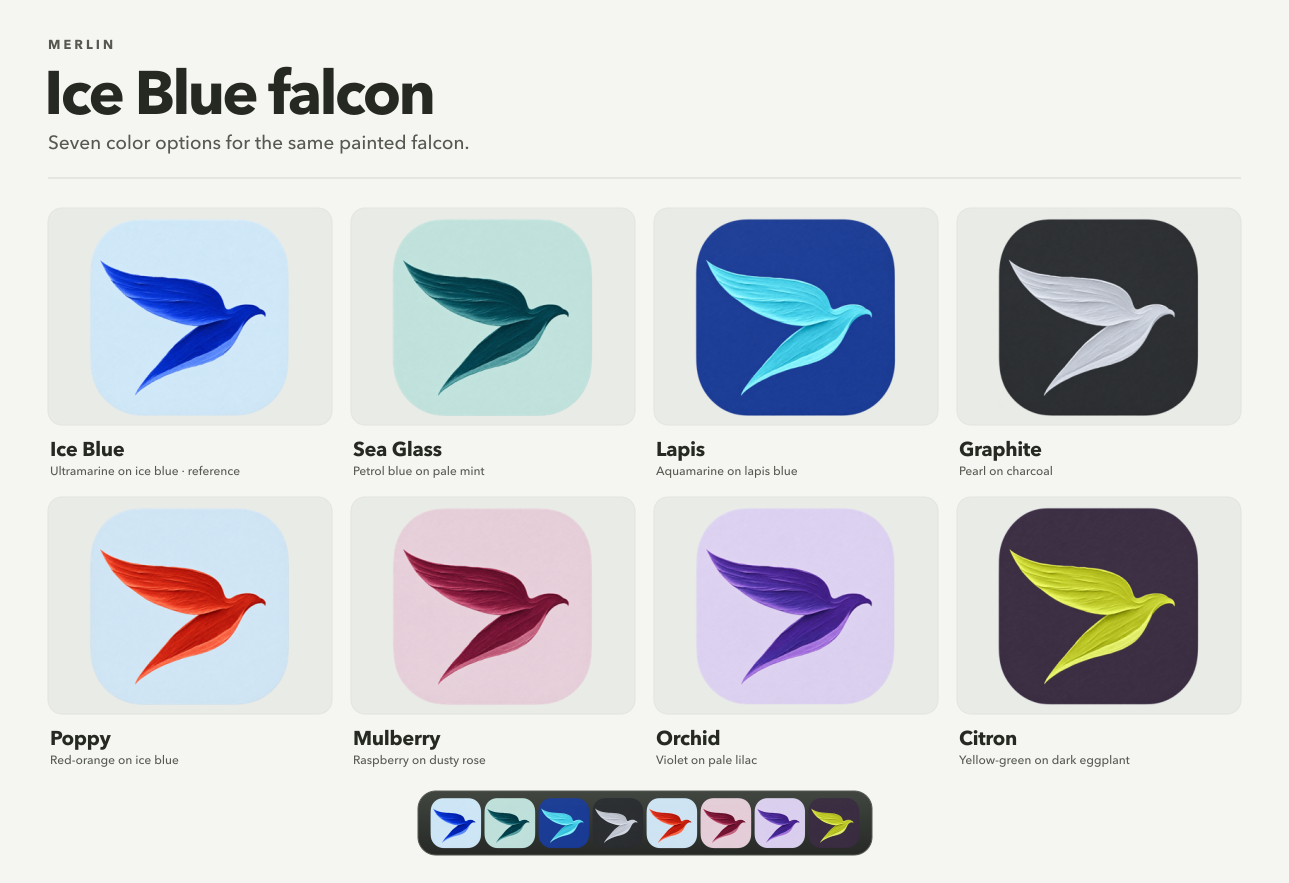 MERLIN
Ice Blue falcon
Seven color options for the same painted falcon.
Ice Blue
Ultramarine on ice blue · reference
Sea Glass
Petrol blue on pale mint
Lapis
Aquamarine on lapis blue
Graphite
Pearl on charcoal
Poppy
Red-orange on ice blue
Mulberry
Raspberry on dusty rose
Orchid
Violet on pale lilac
Citron
Yellow-green on dark eggplant